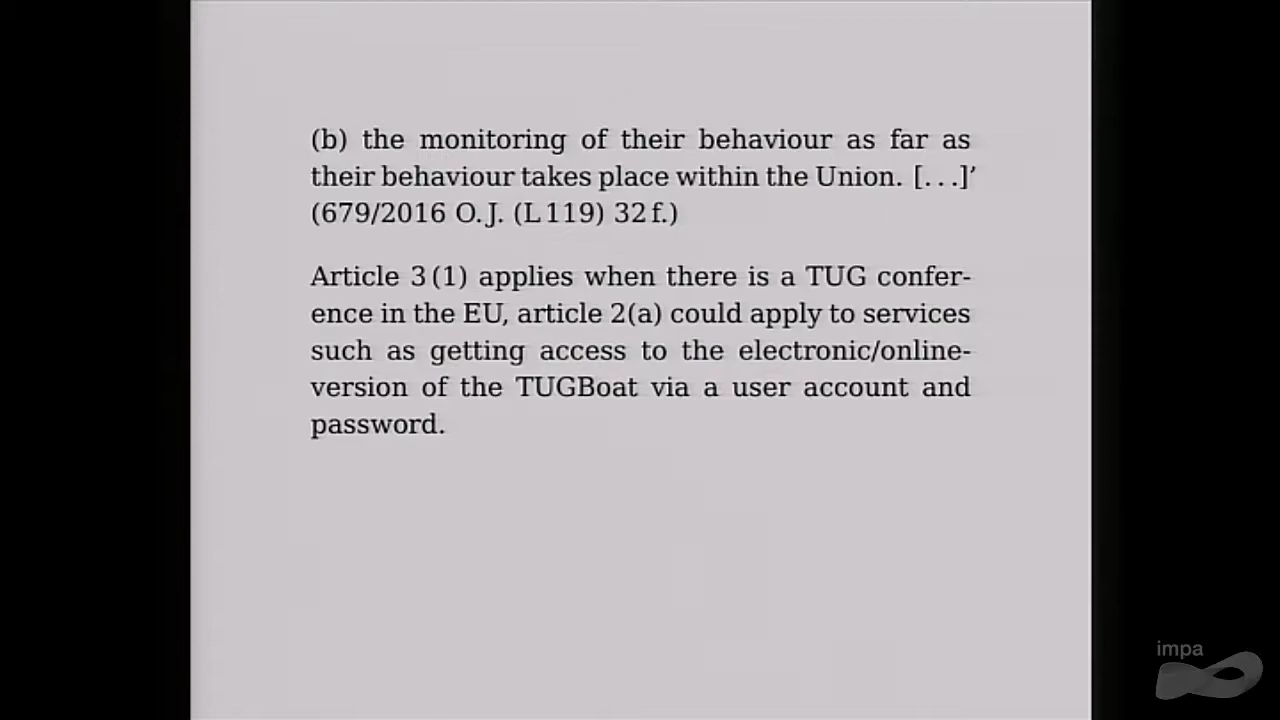 (b) the monitoring of their behaviour as far as
their behaviour takes place within the Union. [...]’
(679/2016 O.J. (L 119) 32 f.)
Article 3 (1) applies when there is a TUG confer-
ence in the EU, article 2(a) could apply to services
such as getting access to the electronic/online-
version of the TUGBoat via a user account and
password.
impa